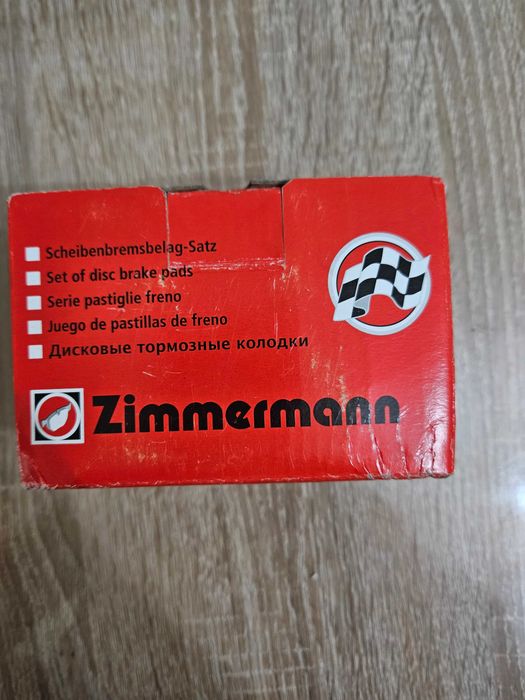 Scheibenbremsbelag-Satz
Set of disc brake pads
Serie pastiglie freno
Juego de pastillas de freno
Дисковые тормозные колодки
Zimmermann